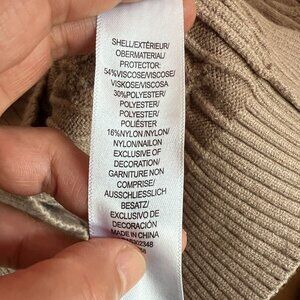 SHELL/EXTÉRIEUR/
OBERMATERIAL/
PROTECTOR:
54%VISCOSE/VISCOSE/
VISKOSE/VISCOSA
30%POLYESTER/
POLYESTER/
POLYESTER/
POLIÉSTER
16%NYLON/NYLON/
NYLON/NAILON
EXCLUSIVE OF
DECORATION/
GARNITURE NON
COMPRISE/
AUSSCHLIESSLICH
BESATZ/
EXCLUSIVO DE
DECORACIÓN
MADE IN CHINA